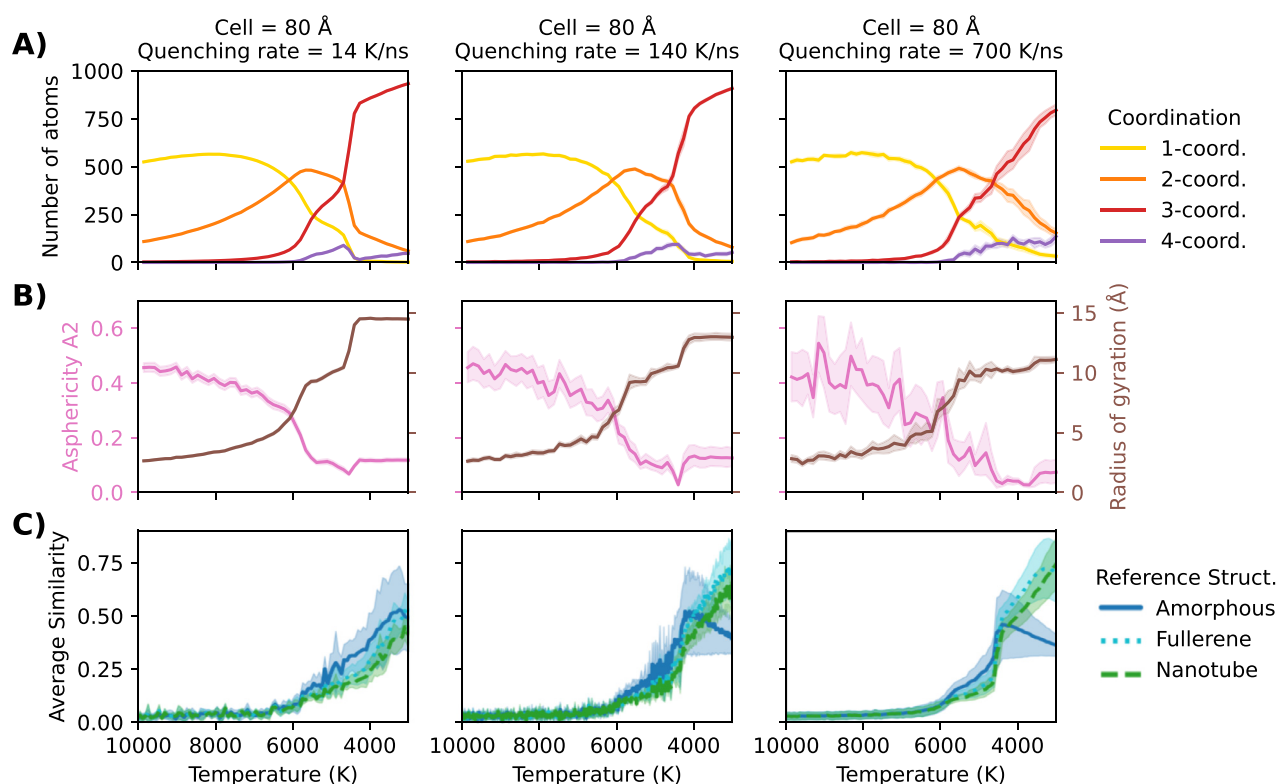 A)
Cell = 80 Å
Quenching rate = 14 K/ns
Cell = 80 Å
Quenching rate = 140 K/ns
Cell = 80 Å
Quenching rate = 700 K/ns
Number of atoms
1000
750
500
250
0
Coordination
1-coord.
2-coord.
3-coord.
4-coord.
B)
Asphericity A2
0.6
0.4
0.2
0.0
15
10
5
0
Radius of gyration (Å)
C)
Average Similarity
0.75
0.50
0.25
0.00
10000 8000 6000 4000
10000 8000 6000 4000
10000 8000 6000 4000
Temperature (K)
Temperature (K)
Temperature (K)
Reference Struct.
Amorphous
Fullerene
Nanotube